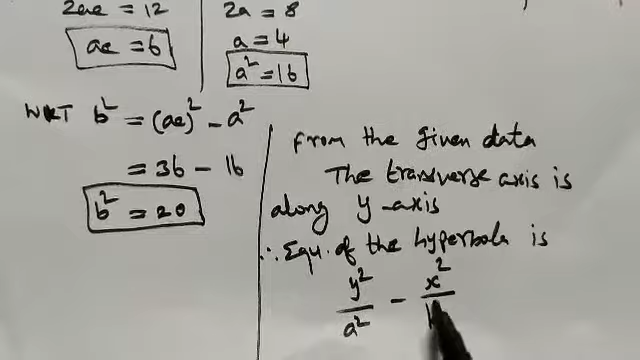 2ae = 12
ae = 6
2a = 8
a = 4
a² = 16
WKT b² = (ae)² - a²
= 36 - 16
b² = 20
From the given data
The transverse axis is
along y-axis
∴ Equ. of the hyperbola is
y²/a² - x²/